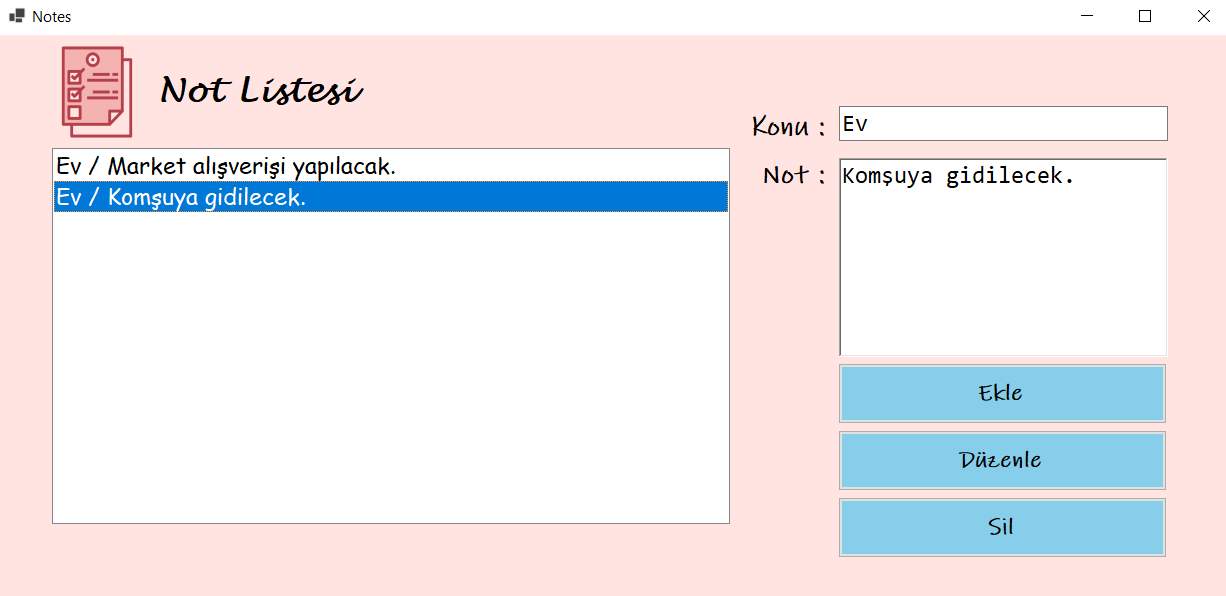 Notes
Not Listesi
Ev / Market alışverişi yapılacak.
Ev / Komşuya gidilecek.
Konu : Ev
Not : Komşuya gidilecek.
Ekle
Düzenle
Sil